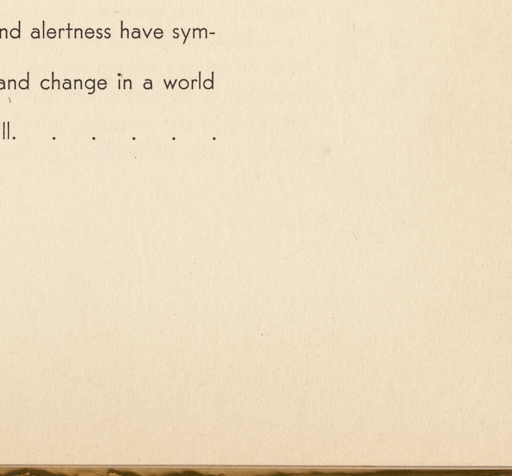 nd alertness have sym-
and change in a world
ll. . . . . .